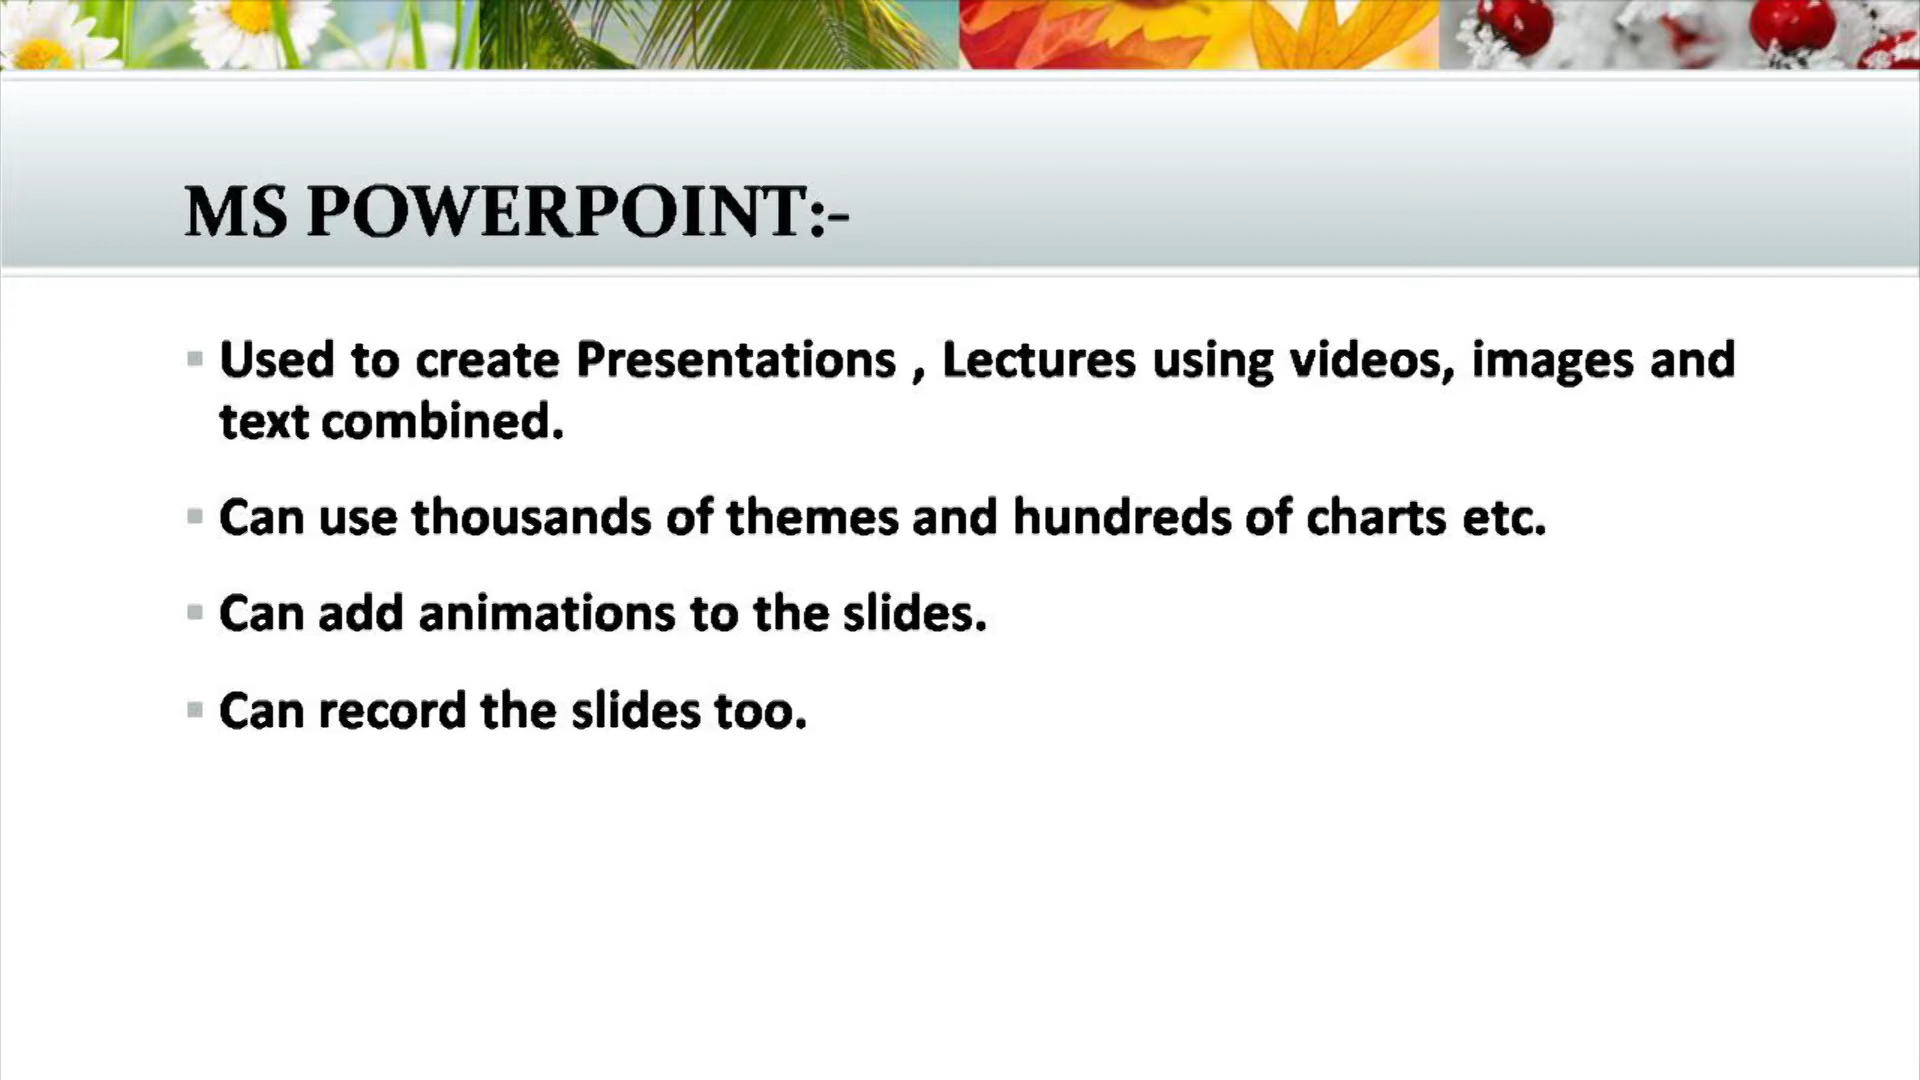 MS POWERPOINT:-
Used to create Presentations , Lectures using videos, images and
text combined.
Can use thousands of themes and hundreds of charts etc.
Can add animations to the slides.
Can record the slides too.